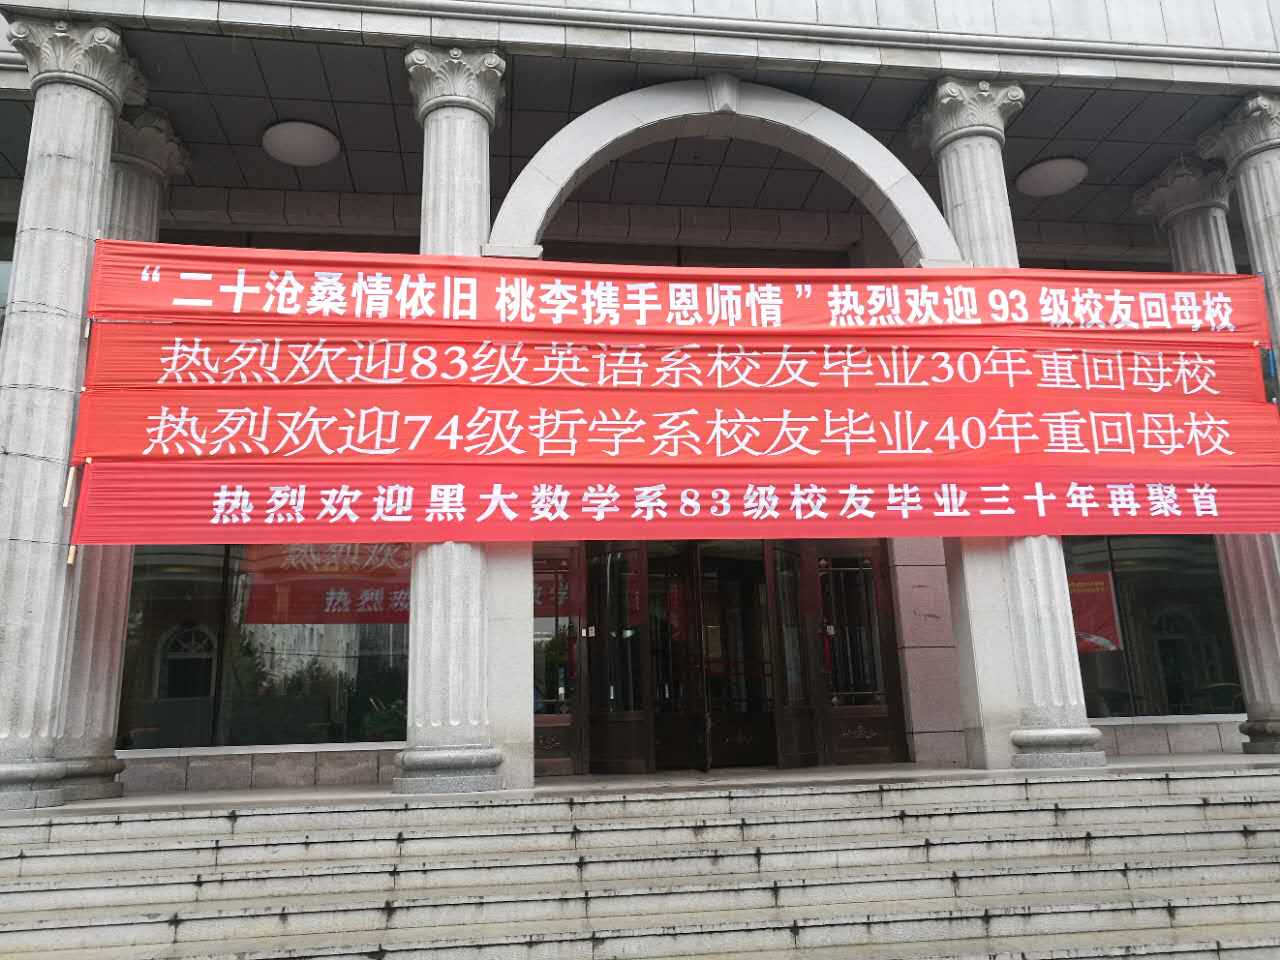 “二十沧桑情依旧 桃李携手恩师情”热烈欢迎93级校友回母校
热烈欢迎83级英语系校友毕业30年重回母校
热烈欢迎74级哲学系校友毕业40年重回母校
热烈欢迎黑大数学系83级校友毕业三十年再聚首